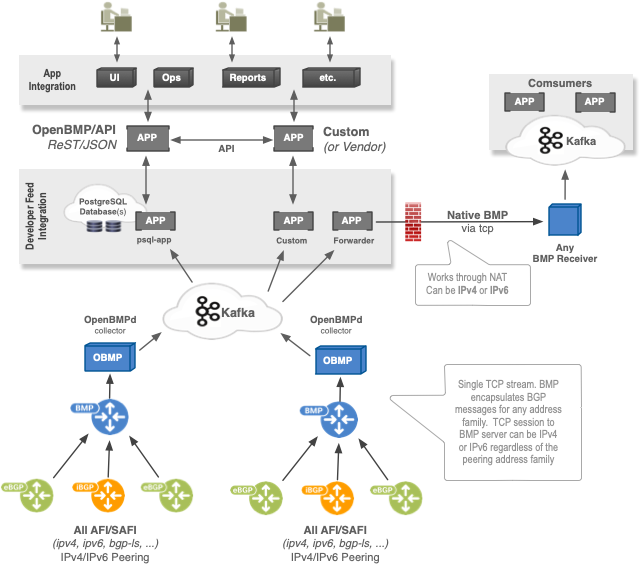 App
Integration
UI
Ops
Reports
etc.
Comsumers
APP
APP
Kafka
OpenBMP/API
ReST/JSON
APP
API
APP
Custom
(or Vendor)
Developer Feed
Integration
PostgreSQL
Database(s)
APP
psql-app
APP
Custom
APP
Forwarder
Native BMP
via tcp
Any
BMP Receiver
Works through NAT
Can be IPv4 or IPv6
Kafka
OpenBMPd
collector
OBMP
OpenBMPd
collector
OBMP
Single TCP stream. BMP
encapsulates BGP
messages for any address
family. TCP session to
BMP server can be IPv4
or IPv6 regardless of the
peering address family
BMP
BMP
eBGP
iBGP
eBGP
eBGP
iBGP
eBGP
All AFI/SAFI
(ipv4, ipv6, bgp-ls, ...)
IPv4/IPv6 Peering
All AFI/SAFI
(ipv4, ipv6, bgp-ls, ...)
IPv4/IPv6 Peering